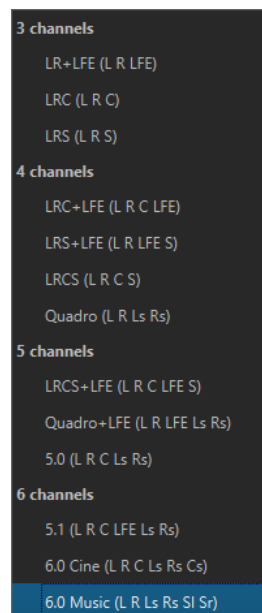 3 channels
LR+LFE (L R LFE)
LRC (L R C)
LRS (L R S)
4 channels
LRC+LFE (L R C LFE)
LRS+LFE (L R LFE S)
LRCS (L R C S)
Quadro (L R Ls Rs)
5 channels
LRCS+LFE (L R C LFE S)
Quadro+LFE (L R LFE Ls Rs)
5.0 (L R C Ls Rs)
6 channels
5.1 (L R C LFE Ls Rs)
6.0 Cine (L R C Ls Rs Cs)
6.0 Music (L R Ls Rs Sl Sr)